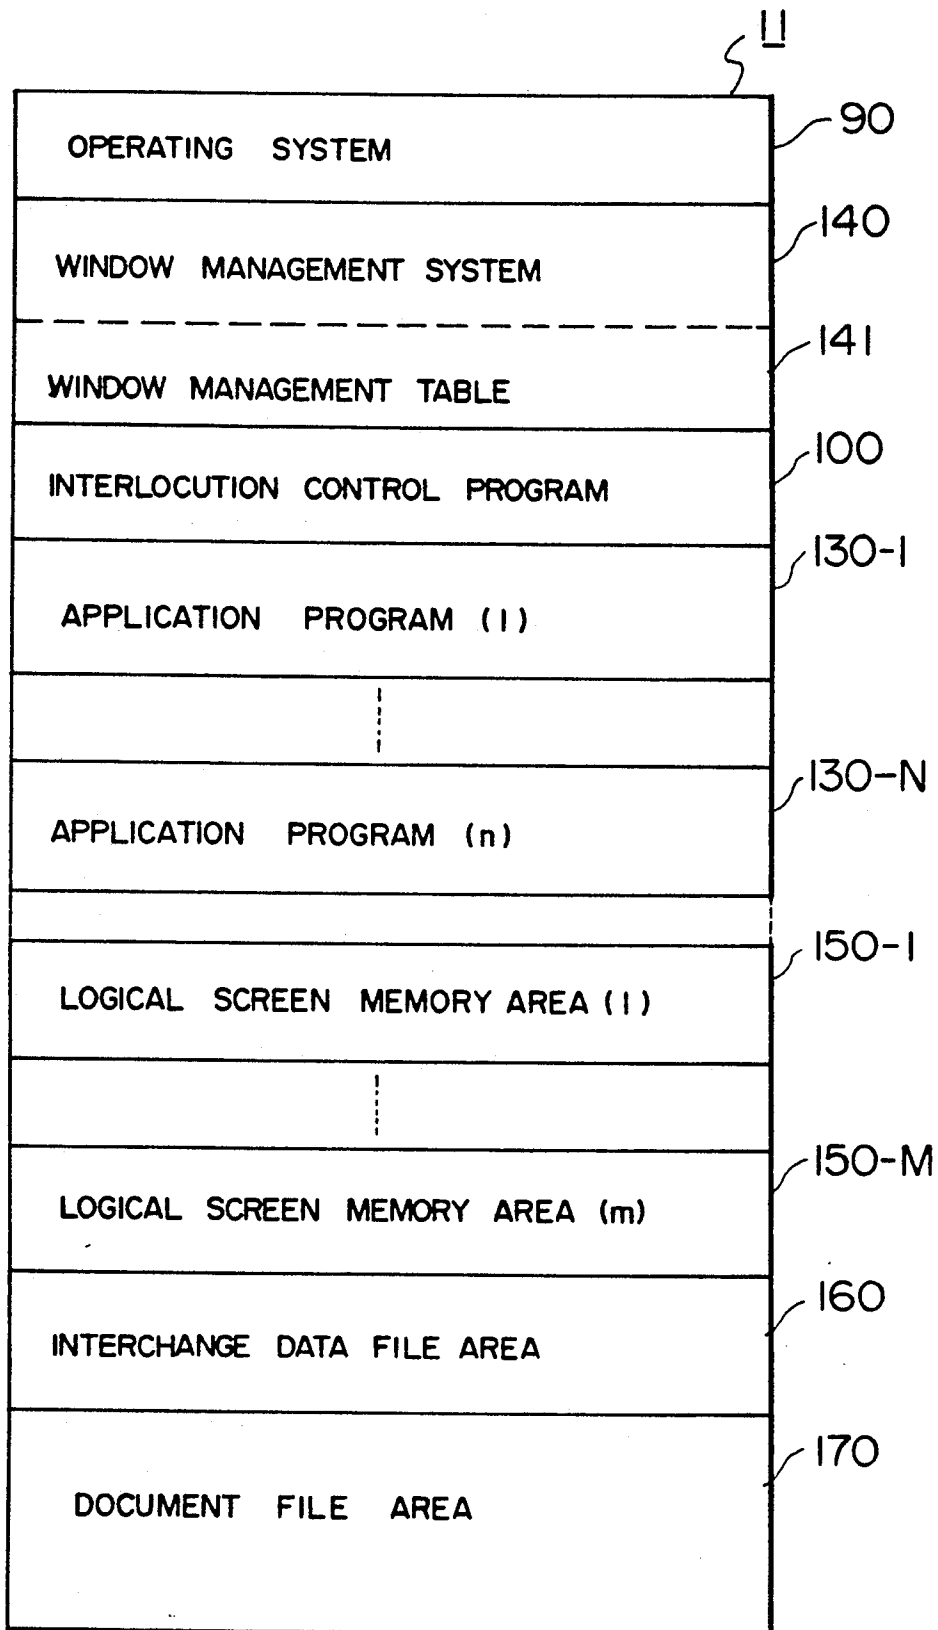 11
OPERATING SYSTEM
90
WINDOW MANAGEMENT SYSTEM
140
WINDOW MANAGEMENT TABLE
141
INTERLOCUTION CONTROL PROGRAM
100
APPLICATION PROGRAM (1)
130-1
APPLICATION PROGRAM (n)
130-N
LOGICAL SCREEN MEMORY AREA (1)
150-1
LOGICAL SCREEN MEMORY AREA (m)
150-M
INTERCHANGE DATA FILE AREA
160
DOCUMENT FILE AREA
170